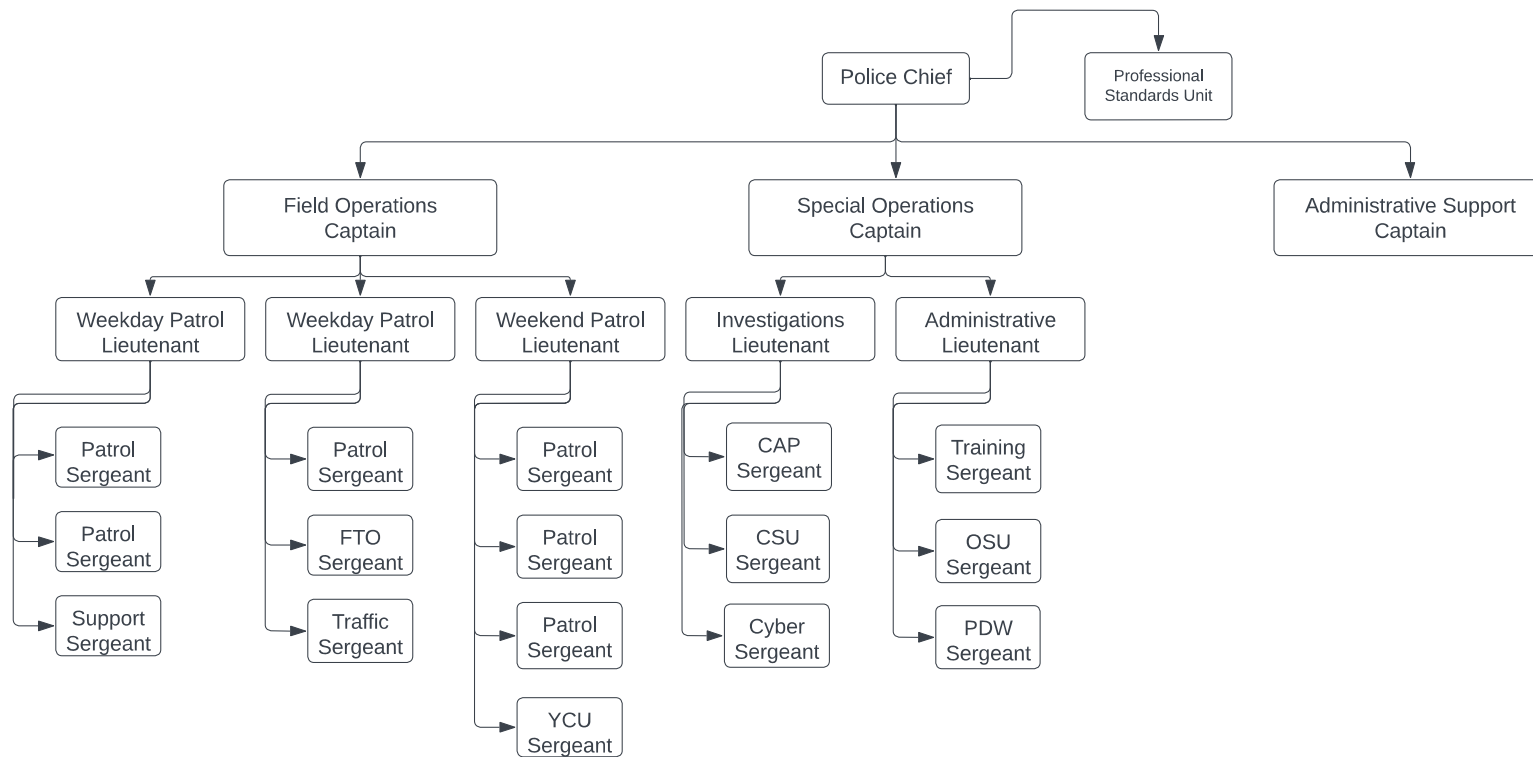 Police Chief
Professional
Standards Unit
Field Operations
Captain
Special Operations
Captain
Administrative Support
Captain
Weekday Patrol
Lieutenant
Weekday Patrol
Lieutenant
Weekend Patrol
Lieutenant
Investigations
Lieutenant
Administrative
Lieutenant
Patrol
Sergeant
Patrol
Sergeant
Support
Sergeant
Patrol
Sergeant
FTO
Sergeant
Traffic
Sergeant
Patrol
Sergeant
Patrol
Sergeant
Patrol
Sergeant
YCU
Sergeant
CAP
Sergeant
CSU
Sergeant
Cyber
Sergeant
Training
Sergeant
OSU
Sergeant
PDW
Sergeant